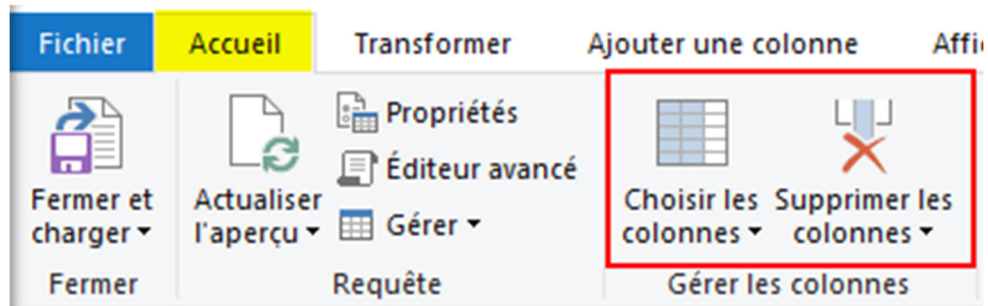 Fichier Accueil Transformer Ajouter une colonne Affi
Fermer et
charger
Fermer
Actualiser
l'aperçu
Propriétés
Éditeur avancé
Gérer
Requête
Choisir les
colonnes
Supprimer les
colonnes
Gérer les colonnes